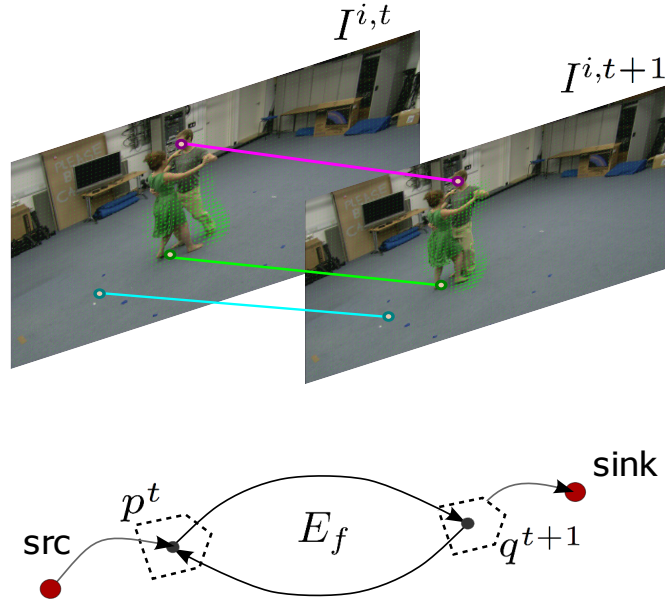 I^{i,t}
I^{i,t+1}
sink
p^t
E_f
src
q^{t+1}